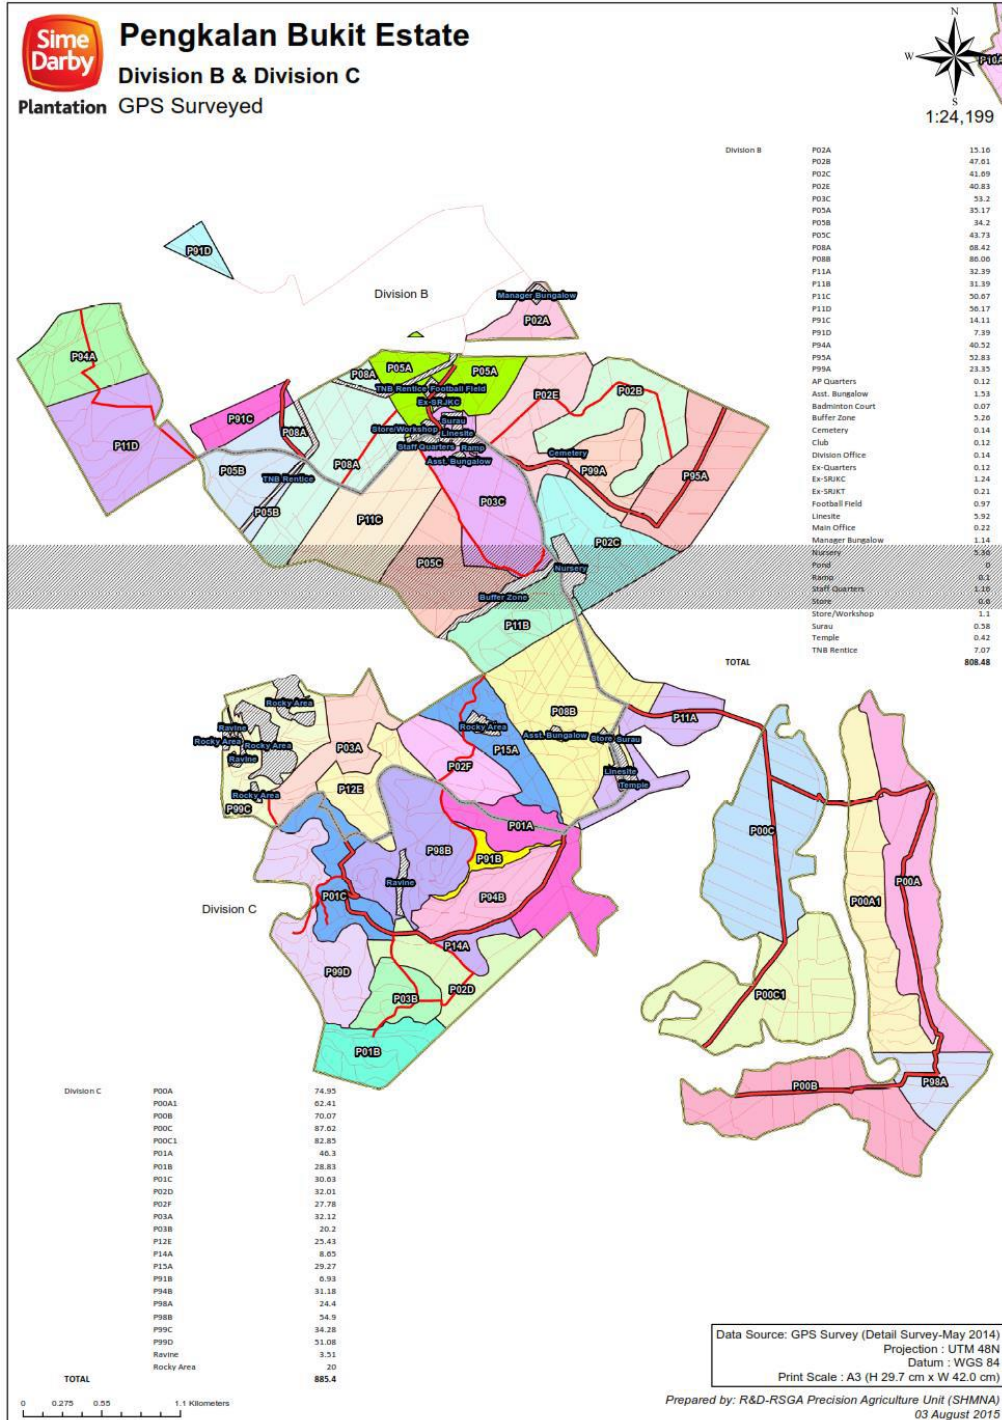 Sime
Darby
Plantation
Pengkalan Bukit Estate
Division B & Division C
GPS Surveyed
N
W
S
P10A
1:24,199
Division B P02A 15.16
P02B 47.61
P02C 41.69
P02E 40.83
P03C 53.2
P05A 35.17
P05B 34.2
P05C 43.73
P08A 68.42
P08B 86.06
P11A 32.39
P11B 31.39
P11C 50.67
P11D 56.17
P91C 14.11
P91D 7.39
P94A 40.52
P95A 52.83
P99A 23.35
AP Quarters 0.12
Asst. Bungalow 1.53
Badminton Court 0.07
Buffer Zone 5.26
Cemetery 0.14
Club 0.12
Division Office 0.14
Ex-Quarters 0.12
Ex-SRJKC 1.24
Ex-SRJKT 0.21
Football Field 0.97
Linesite 5.92
Main Office 0.22
Manager Bungalow 1.14
Nursery 5.36
Pond 0
Ramp 0.1
Staff Quarters 1.16
Store 0.6
Store/Workshop 1.1
Surau 0.58
Temple 0.42
TNB Rentice 7.07
TOTAL 808.48
P91D
Division B
Manager Bungalow
P02A
P94A
P08A
P05A
P05A
TNB Rentice Football Field
Ex-SRJKC
P02E
P02B
P91C
Surau
Store/Workshop
Linesite
P08A
Staff Quarters
Ramp
Asst. Bungalow
Cemetery
P11D
P05B
P08A
P99A
P95A
TNB Rentice
P03C
P05B
P11C
P02C
P05C
Nursery
Buffer Zone
P11B
Rocky Area
P08B
P11A
Ravine
Rocky Area
Rocky Area
Rocky Area
Asst. Bungalow
Store
Surau
P03A
P15A
Ravine
P02F
Linesite
Temple
P12E
Rocky Area
P99C
P01A
P00C
P98B
P91B
Ravine
P00A
P01C
P94B
P00A1
Division C
P14A
P99D
P02D
P03B
P00C1
P01B
P98A
P00B
Division C P00A 74.95
P00A1 62.41
P00B 70.07
P00C 87.62
P00C1 82.85
P01A 46.3
P01B 28.83
P01C 30.63
P02D 32.01
P02F 27.78
P03A 32.12
P03B 20.2
P12E 25.43
P14A 8.65
P15A 29.27
P91B 6.93
P94B 31.18
P98A 24.4
P98B 54.9
P99C 34.28
P99D 51.08
Ravine 3.51
Rocky Area 20
TOTAL 885.4
0 0.275 0.55 1.1 Kilometers
Data Source: GPS Survey (Detail Survey-May 2014)
Projection : UTM 48N
Datum : WGS 84
Print Scale : A3 (H 29.7 cm x W 42.0 cm)
Prepared by: R&D-RSGA Precision Agriculture Unit (SHMNA)
03 August 2015